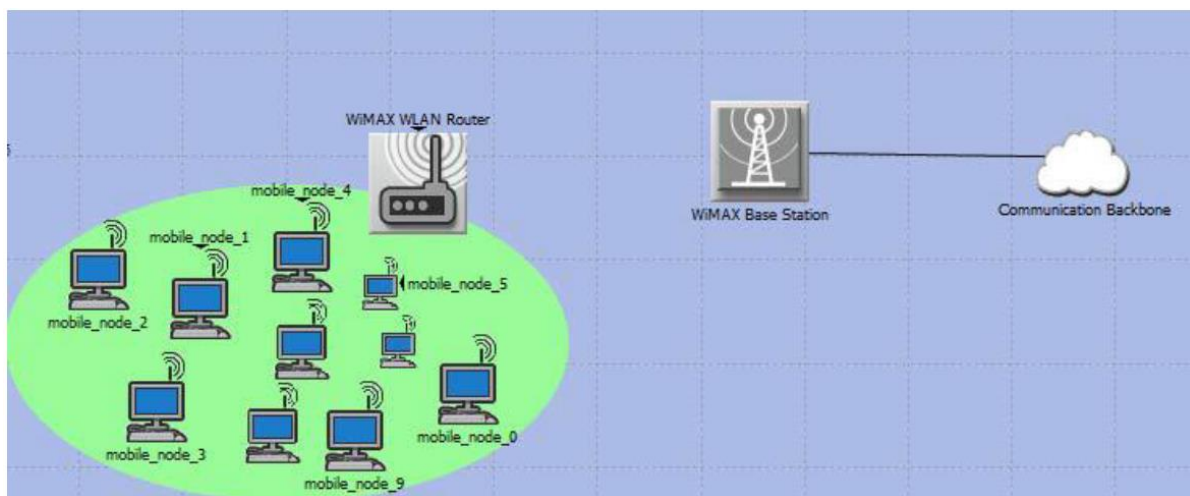 WiMAX WLAN Router
mobile_node_4
mobile_node_1
mobile_node_5
mobile_node_2
mobile_node_0
mobile_node_3
mobile_node_9
WiMAX Base Station
Communication Backbone